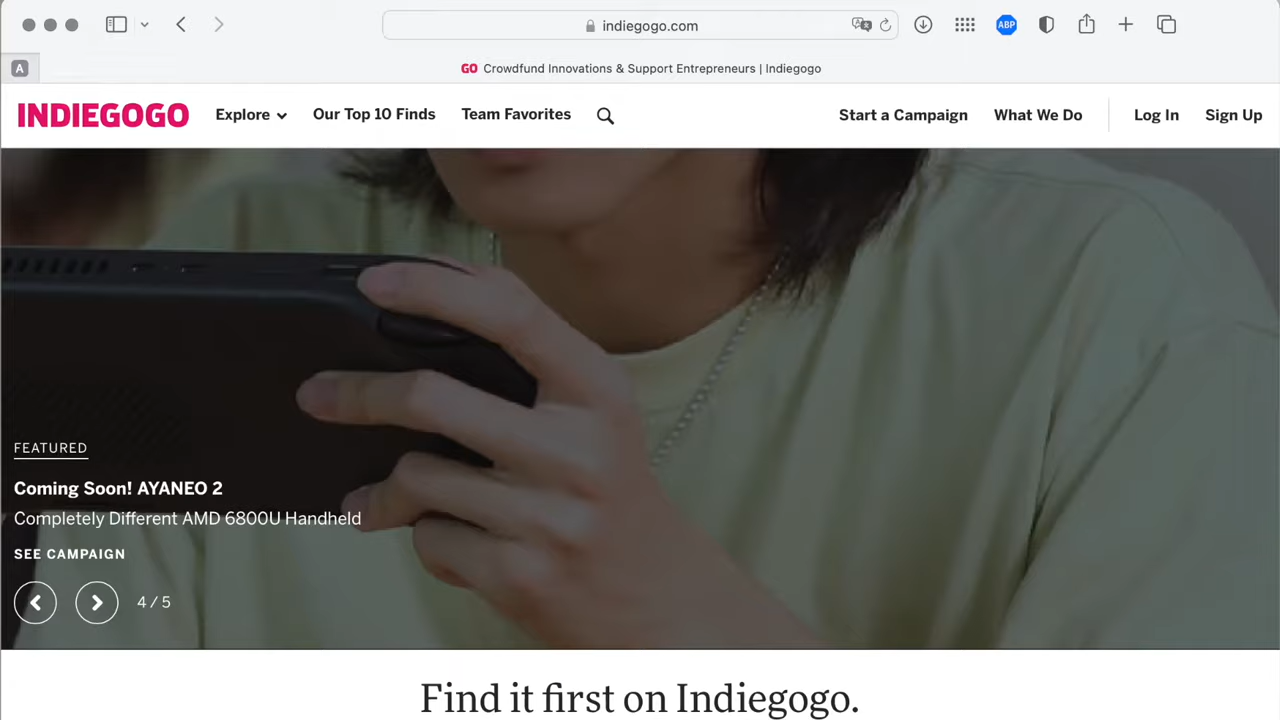 indiegogo.com
ABP
A
GO Crowdfund Innovations & Support Entrepreneurs | Indiegogo
INDIEGOGO Explore Our Top 10 Finds Team Favorites Start a Campaign What We Do Log In Sign Up
FEATURED
Coming Soon! AYANEO 2
Completely Different AMD 6800U Handheld
SEE CAMPAIGN
4 / 5
Find it first on Indiegogo.